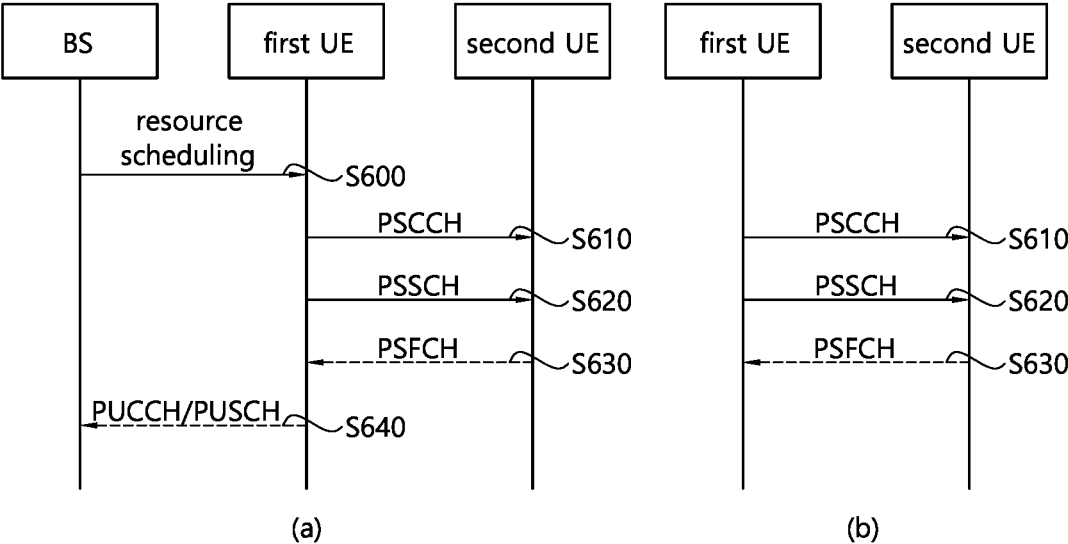 BS
first UE
second UE
resource
scheduling
S600
PSCCH
S610
PSSCH
S620
PSFCH
S630
PUCCH/PUSCH
S640
(a)
first UE
second UE
PSCCH
S610
PSSCH
S620
PSFCH
S630
(b)